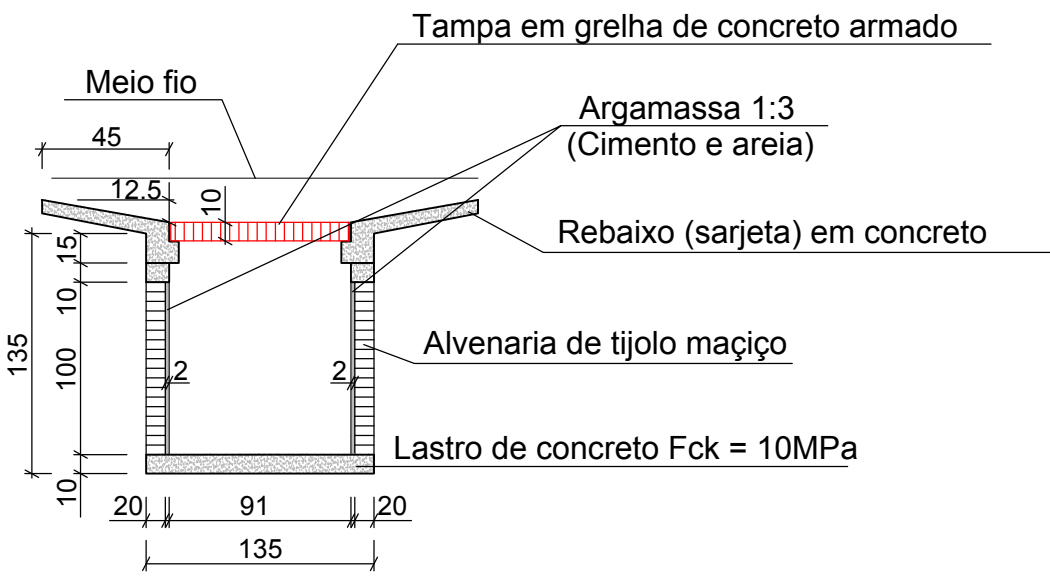 Tampa em grelha de concreto armado
Meio fio
Argamassa 1:3
(Cimento e areia)
45
12.5
10
Rebaixo (sarjeta) em concreto
15
10
135
100
Alvenaria de tijolo maçiço
2
2
Lastro de concreto Fck = 10MPa
10
20
91
20
135